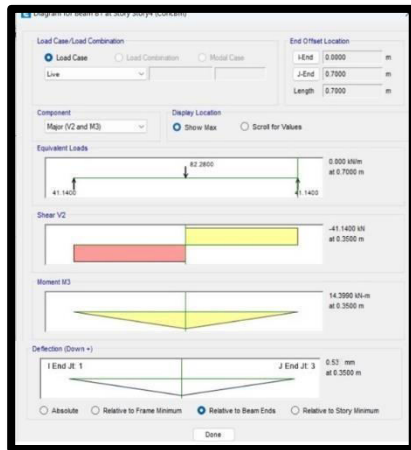 Diagram for Beam B1 at Story Story4 (Concafm)
Load Case/Load Combination
Load Case
Load Combination
Modal Case
Live
End Offset Location
I-End 0.0000 m
J-End 0.7000 m
Length 0.7000 m
Component
Major (V2 and M3)
Display Location
Show Max
Scroll for Values
Equivalent Loads
82.2800
41.1400
41.1400
0.000 kN/m
at 0.7000 m
Shear V2
-41.1400 kN
at 0.3500 m
Moment M3
14.3990 kN-m
at 0.3500 m
Deflection (Down +)
I End Jt: 1
J End Jt: 3
0.53 mm
at 0.3500 m
Absolute
Relative to Frame Minimum
Relative to Beam Ends
Relative to Story Minimum
Done